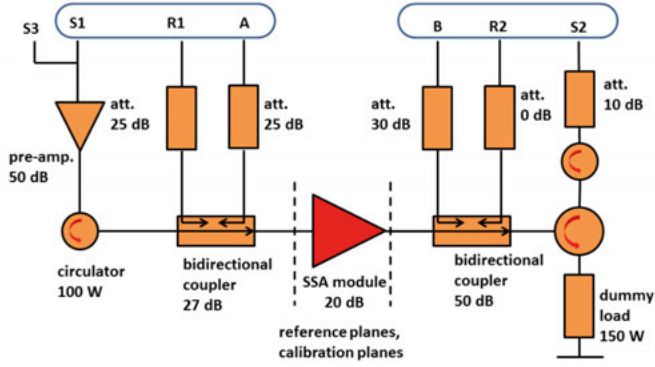 S3
S1
R1
A
B
R2
S2
att.
25 dB
att.
25 dB
att.
30 dB
att.
0 dB
att.
10 dB
pre-amp.
50 dB
circulator
100 W
bidirectional
coupler
27 dB
SSA module
20 dB
bidirectional
coupler
50 dB
dummy
load
150 W
reference planes,
calibration planes